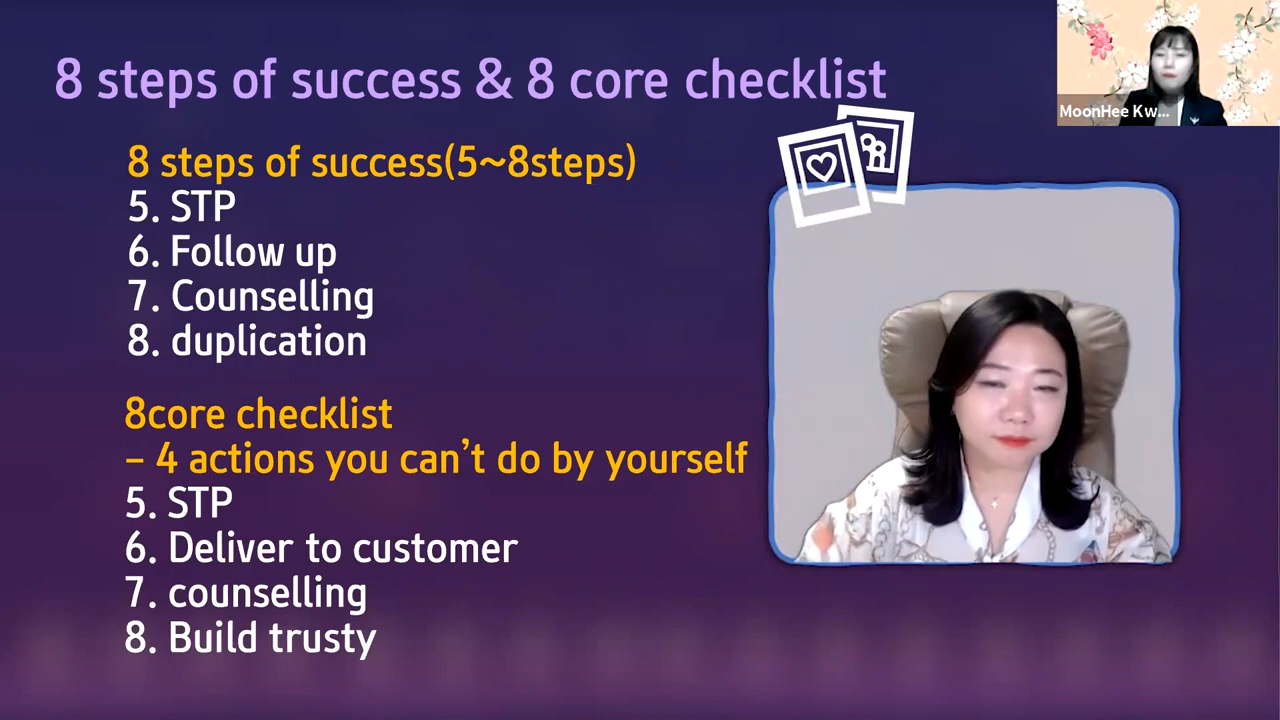 8 steps of success & 8 core checklist
MoonHee Kw...
8 steps of success(5~8steps)
5. STP
6. Follow up
7. Counselling
8. duplication
8core checklist
– 4 actions you can’t do by yourself
5. STP
6. Deliver to customer
7. counselling
8. Build trusty